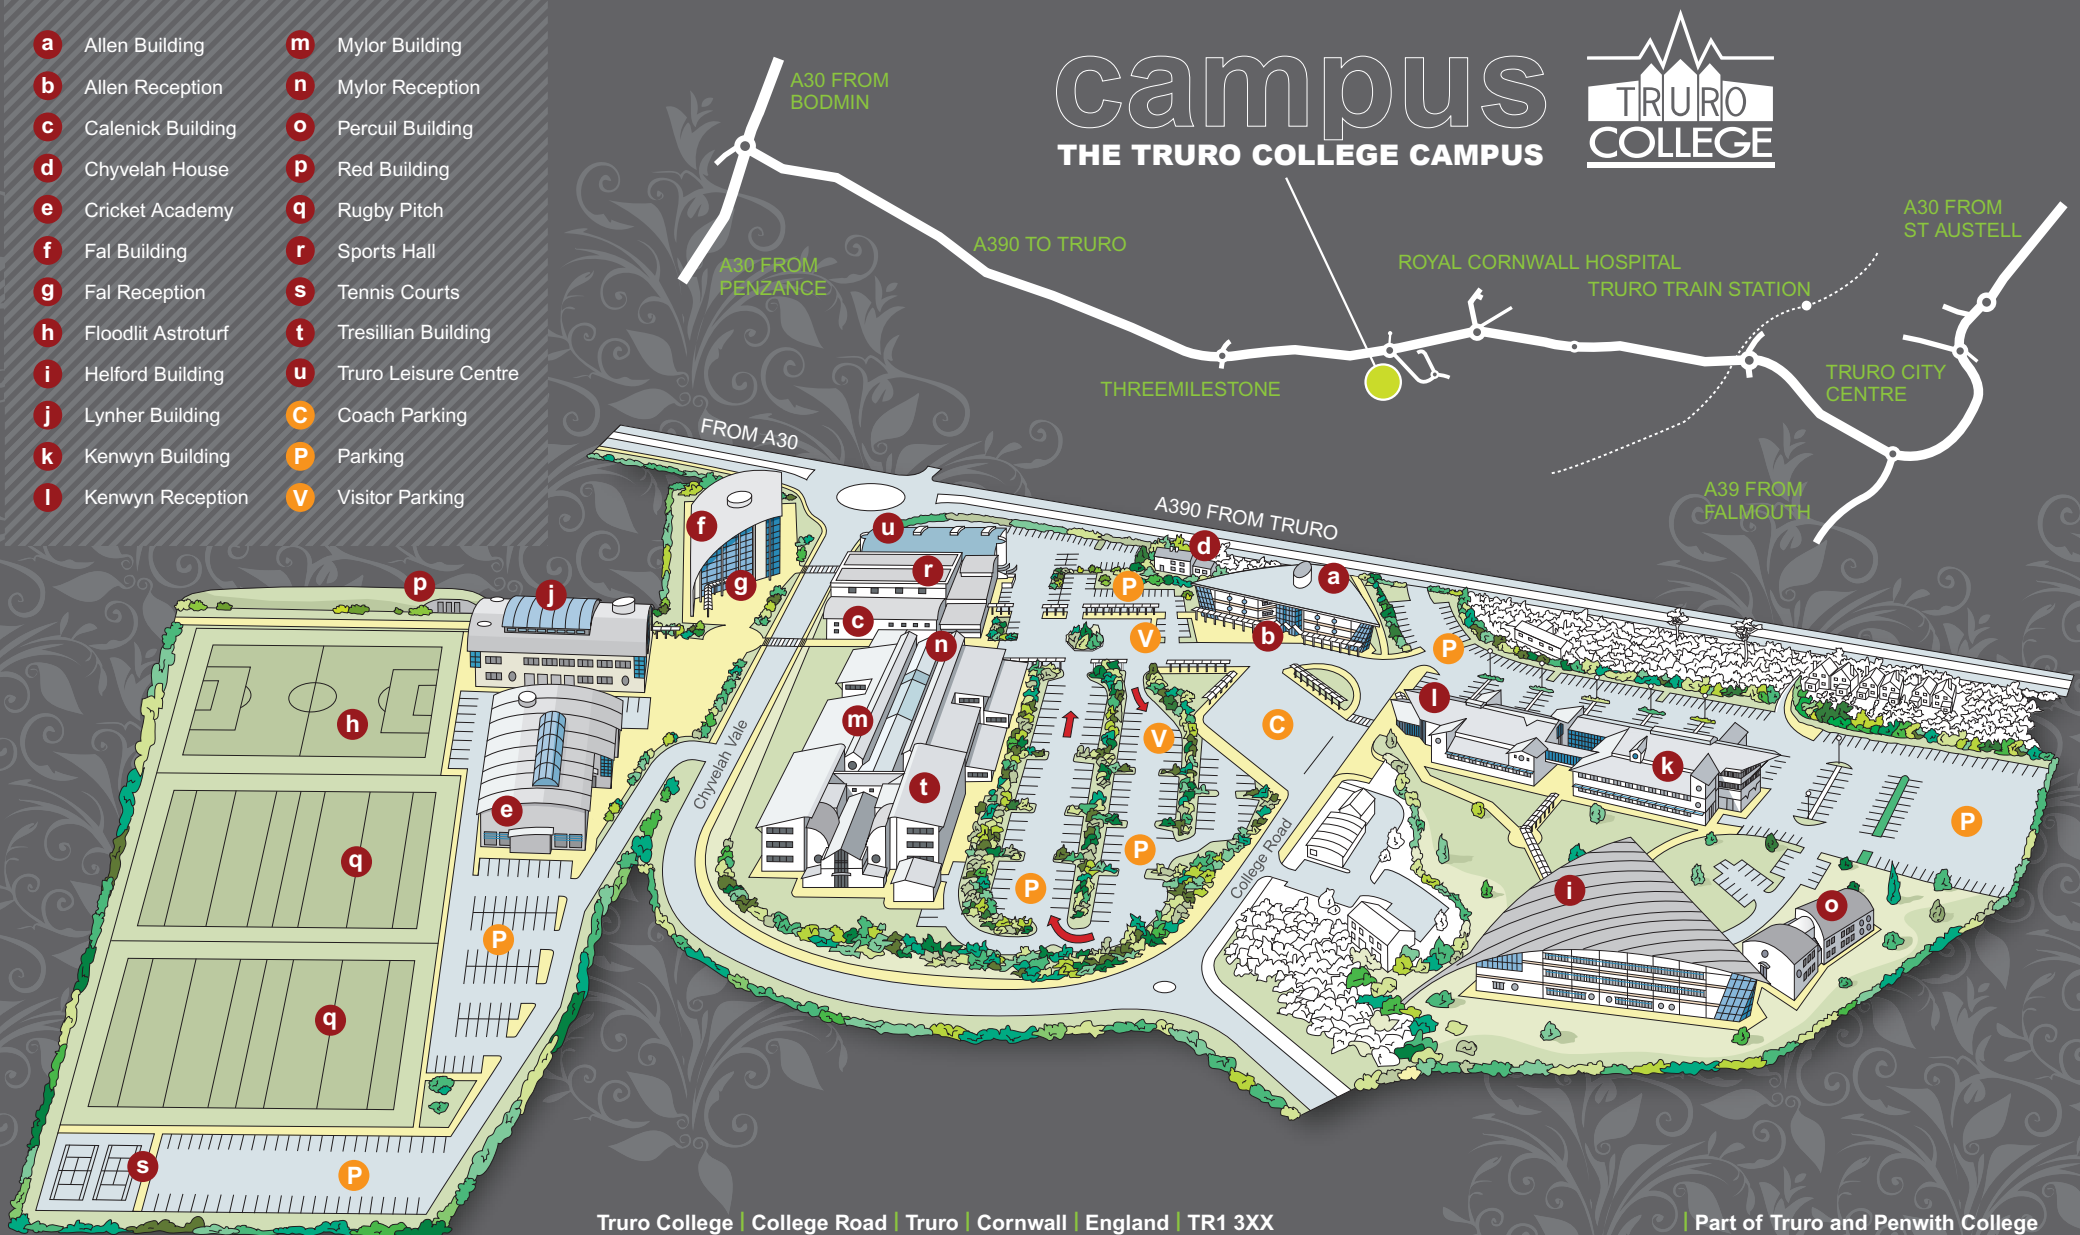 a Allen Building
b Allen Reception
c Calenick Building
d Chyvelah House
e Cricket Academy
f Fal Building
g Fal Reception
h Floodlit Astroturf
i Helford Building
j Lynher Building
k Kenwyn Building
l Kenwyn Reception
m Mylor Building
n Mylor Reception
o Percuil Building
p Red Building
q Rugby Pitch
r Sports Hall
s Tennis Courts
t Tresillian Building
u Truro Leisure Centre
C Coach Parking
P Parking
V Visitor Parking
campus
THE TRURO COLLEGE CAMPUS
TRURO
COLLEGE
A30 FROM
BODMIN
A30 FROM
PENZANCE
A390 TO TRURO
THREEMILESTONE
ROYAL CORNWALL HOSPITAL
TRURO TRAIN STATION
A30 FROM
ST AUSTELL
TRURO CITY
CENTRE
A39 FROM
FALMOUTH
FROM A30
A390 FROM TRURO
f
u
d
g
r
a
P
p
j
c
b
V
n
P
l
h
m
C
V
k
t
e
q
P
P
P
i
o
P
q
s
P
P
Chyvelah Vale
College Road
Truro College | College Road | Truro | Cornwall | England | TR1 3XX
| Part of Truro and Penwith College